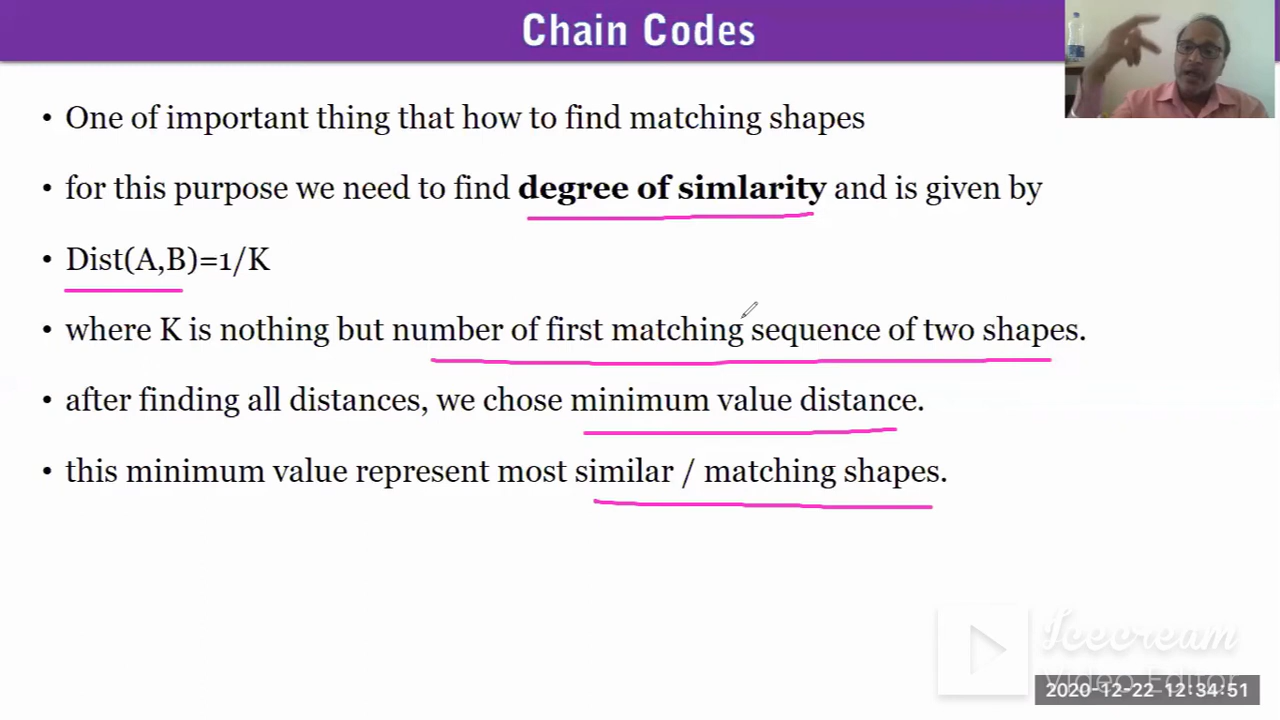 Chain Codes
• One of important thing that how to find matching shapes
• for this purpose we need to find degree of simlarity and is given by
• Dist(A,B)=1/K
• where K is nothing but number of first matching sequence of two shapes.
• after finding all distances, we chose minimum value distance.
• this minimum value represent most similar / matching shapes.
Icecream
Video Editor
2020-12-22 12:34:51